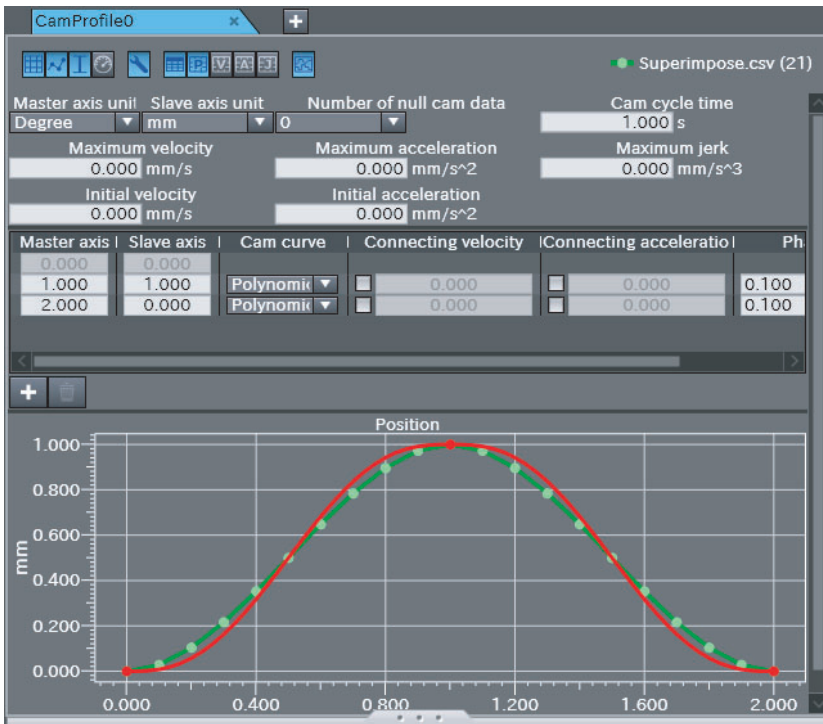 CamProfile0 × +
P V A J Superimpose.csv (21)
Master axis unit Slave axis unit Number of null cam data Cam cycle time
Degree mm 0 1.000 s
Maximum velocity Maximum acceleration Maximum jerk
0.000 mm/s 0.000 mm/s^2 0.000 mm/s^3
Initial velocity Initial acceleration
0.000 mm/s 0.000 mm/s^2
Master axis Slave axis Cam curve Connecting velocity Connecting acceleratio Ph
0.000 0.000
1.000 1.000 Polynomic 0.000 0.000 0.100
2.000 0.000 Polynomic 0.000 0.000 0.100
+
Position
1.000
0.800
0.600
0.400
0.200
0.000
mm
0.000 0.400 0.800 1.200 1.600 2.000